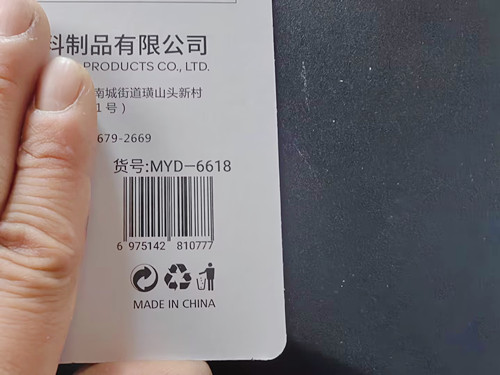 料制品有限公司
PRODUCTS CO., LTD.
南城街道璜山头新村
1号）
679-2669
货号:MYD-6618
6 975142 810777
MADE IN CHINA